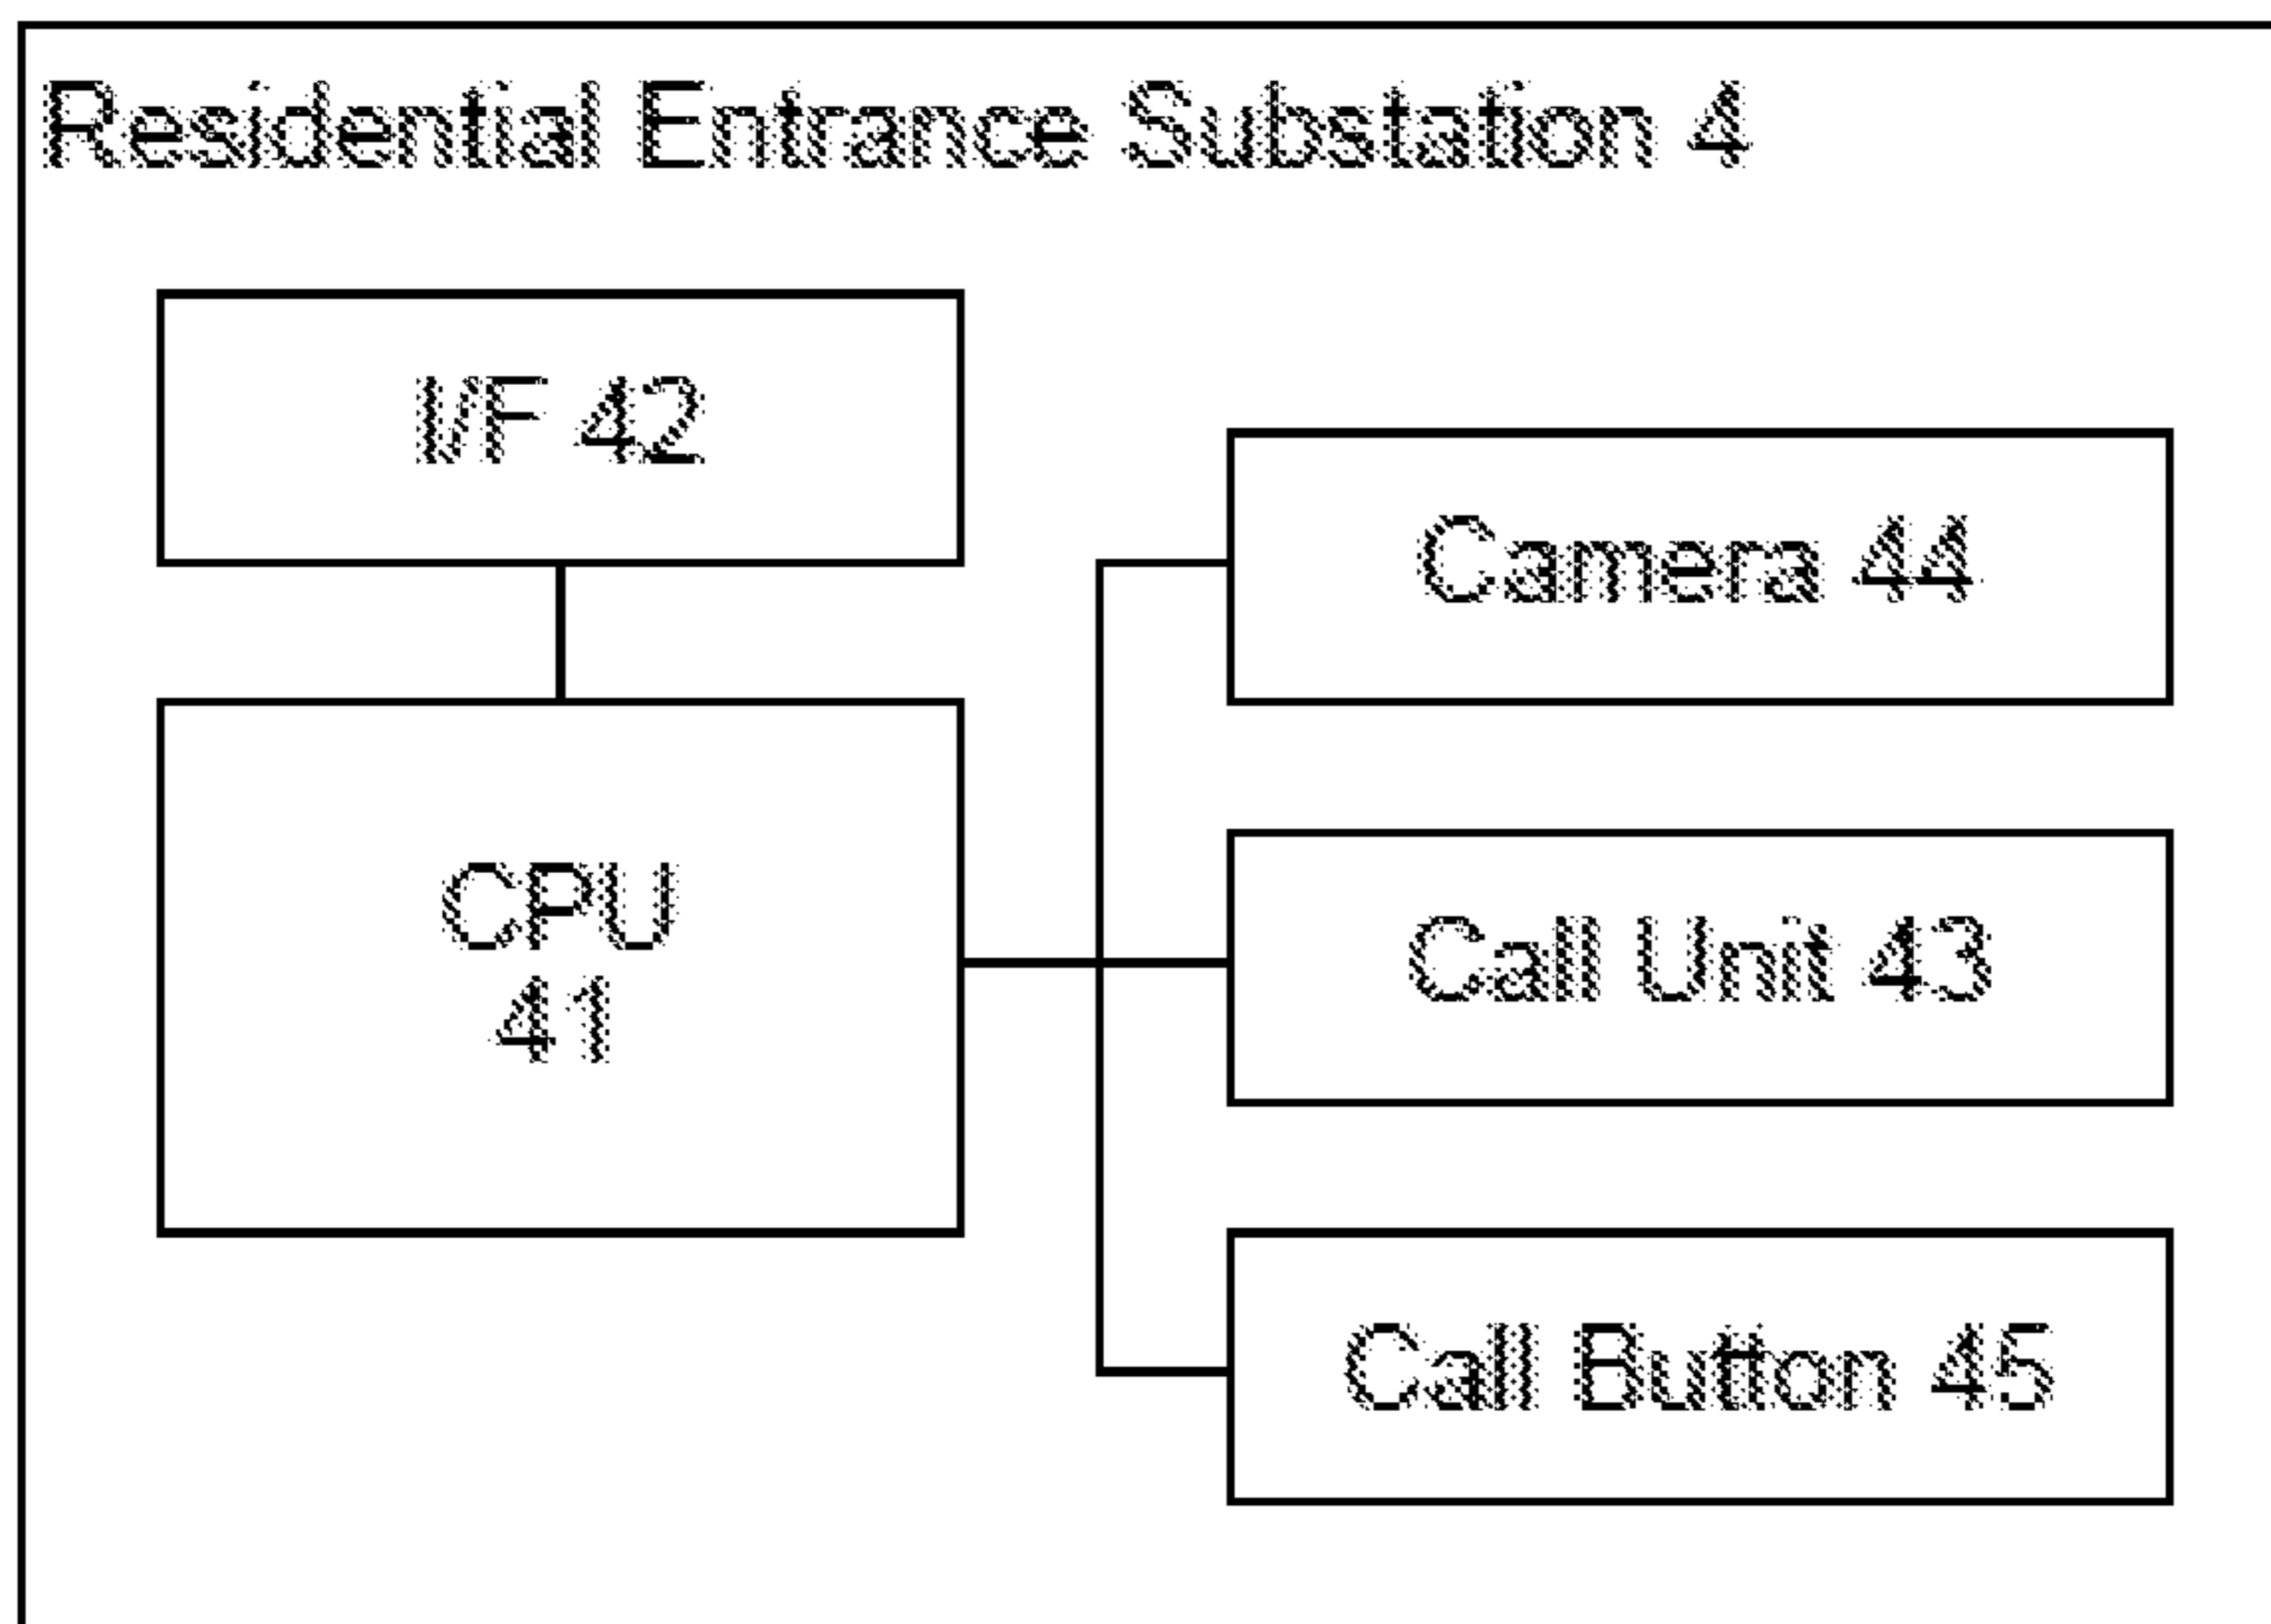 Residential Entrance Substation 4
I/F 42
Camera 44
CPU
41
Call Unit 43
Call Button 45